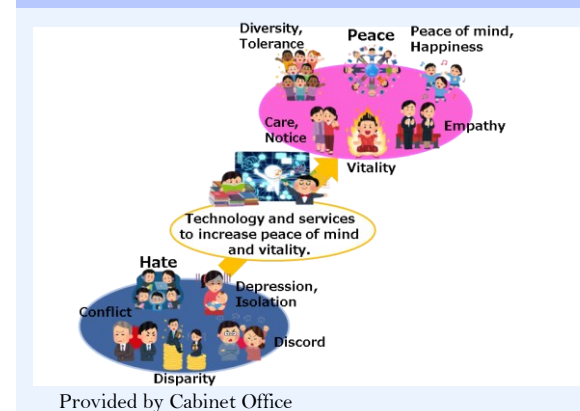 Diversity,
Tolerance
Peace
Peace of mind,
Happiness
Care,
Notice
Empathy
Vitality
Technology and services
to increase peace of mind
and vitality.
Hate
Depression,
Isolation
Conflict
Discord
Disparity
Provided by Cabinet Office